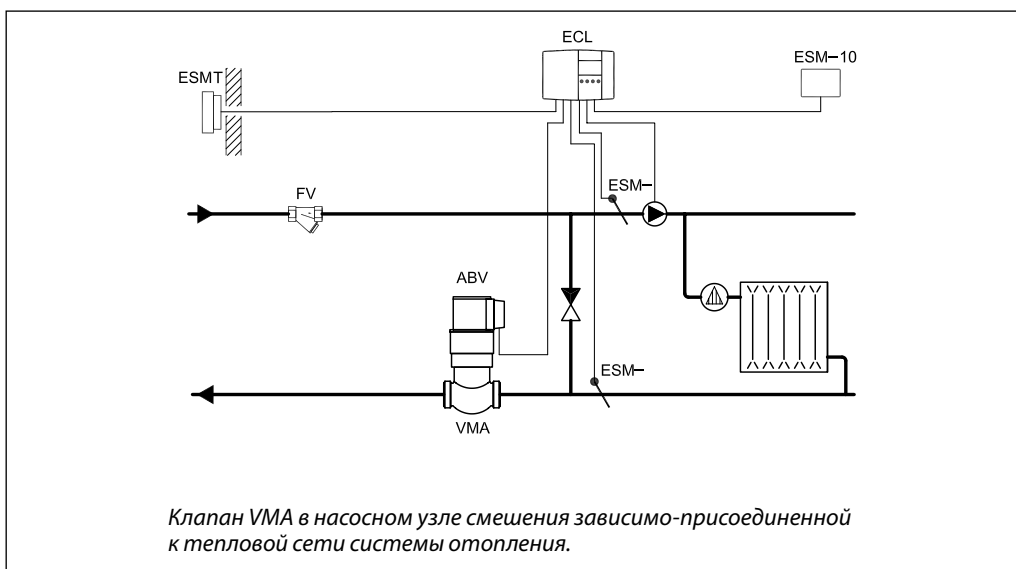 ECL
ESM–10
ESMT
ESM–
FV
ABV
ESM–
VMA
Клапан VMA в насосном узле смешения зависимо-присоединенной
к тепловой сети системы отопления.